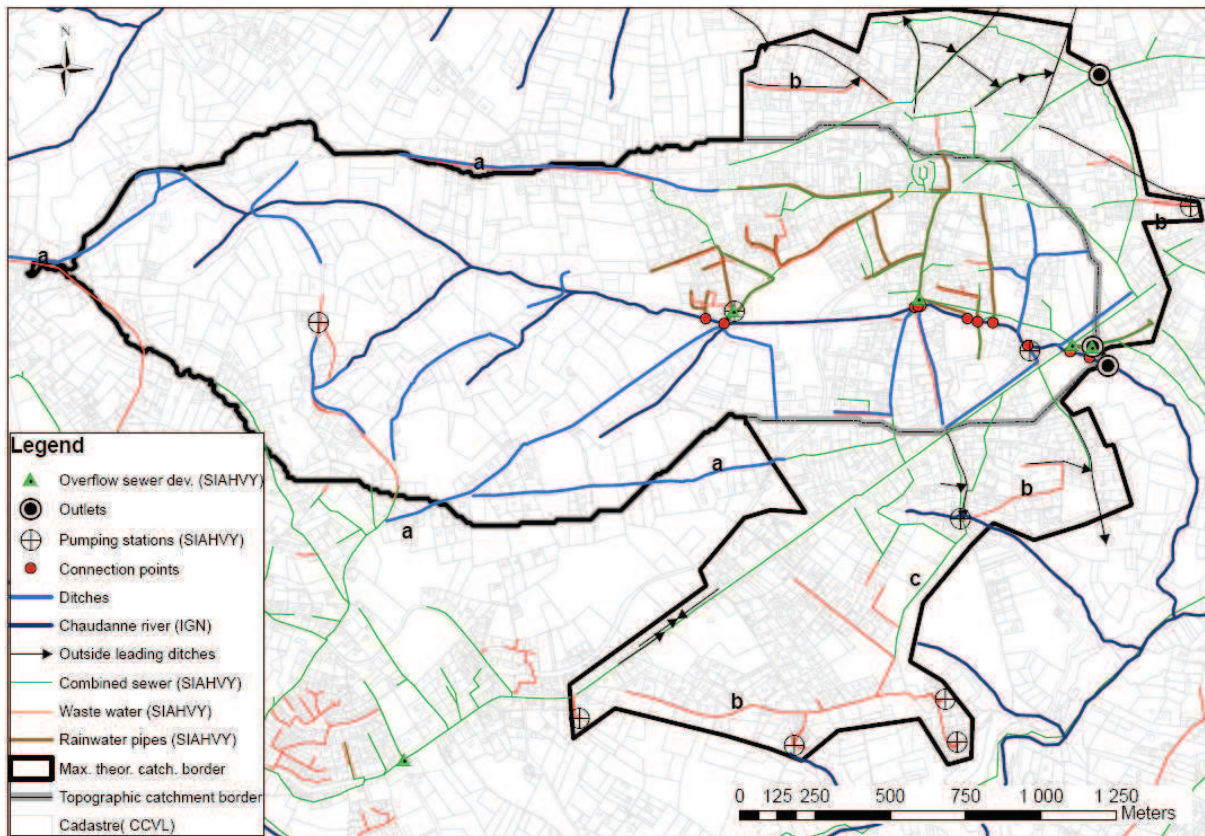 N
b
a
b
a
Legend
Overflow sewer dev. (SIAHVY)
Outlets
Pumping stations (SIAHVY)
Connection points
Ditches
Chaudanne river (IGN)
Outside leading ditches
Combined sewer (SIAHVY)
Waste water (SIAHVY)
Rainwater pipes (SIAHVY)
Max. theor. catch. border
Topographic catchment border
Cadastre( CCVL)
a
b
a
c
b
0 125 250 500 750 1 000 1 250
Meters